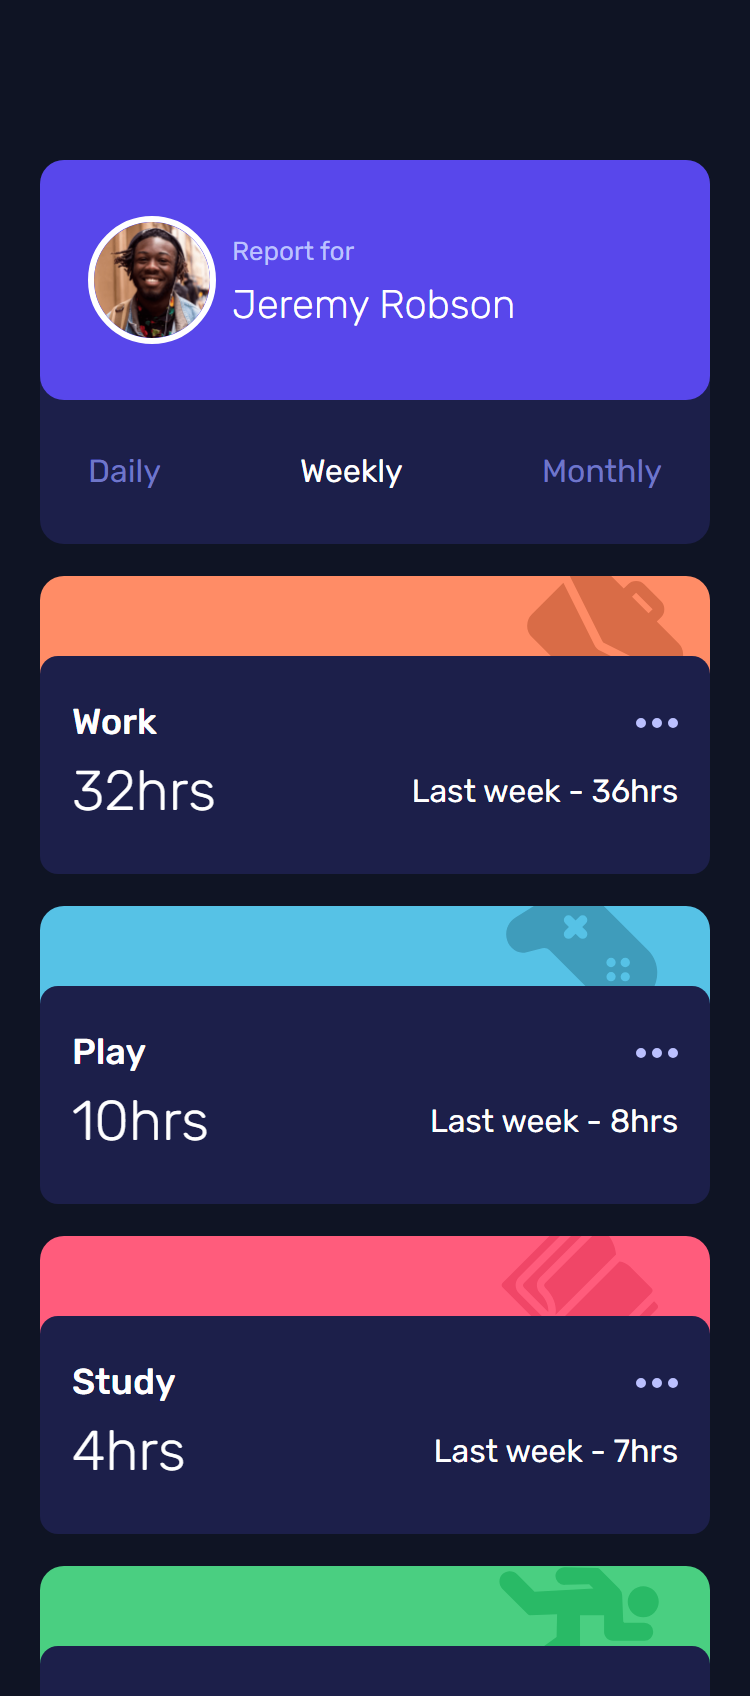 Report for
Jeremy Robson
Daily Weekly Monthly
Work
32hrs Last week - 36hrs
Play
10hrs Last week - 8hrs
Study
4hrs Last week - 7hrs